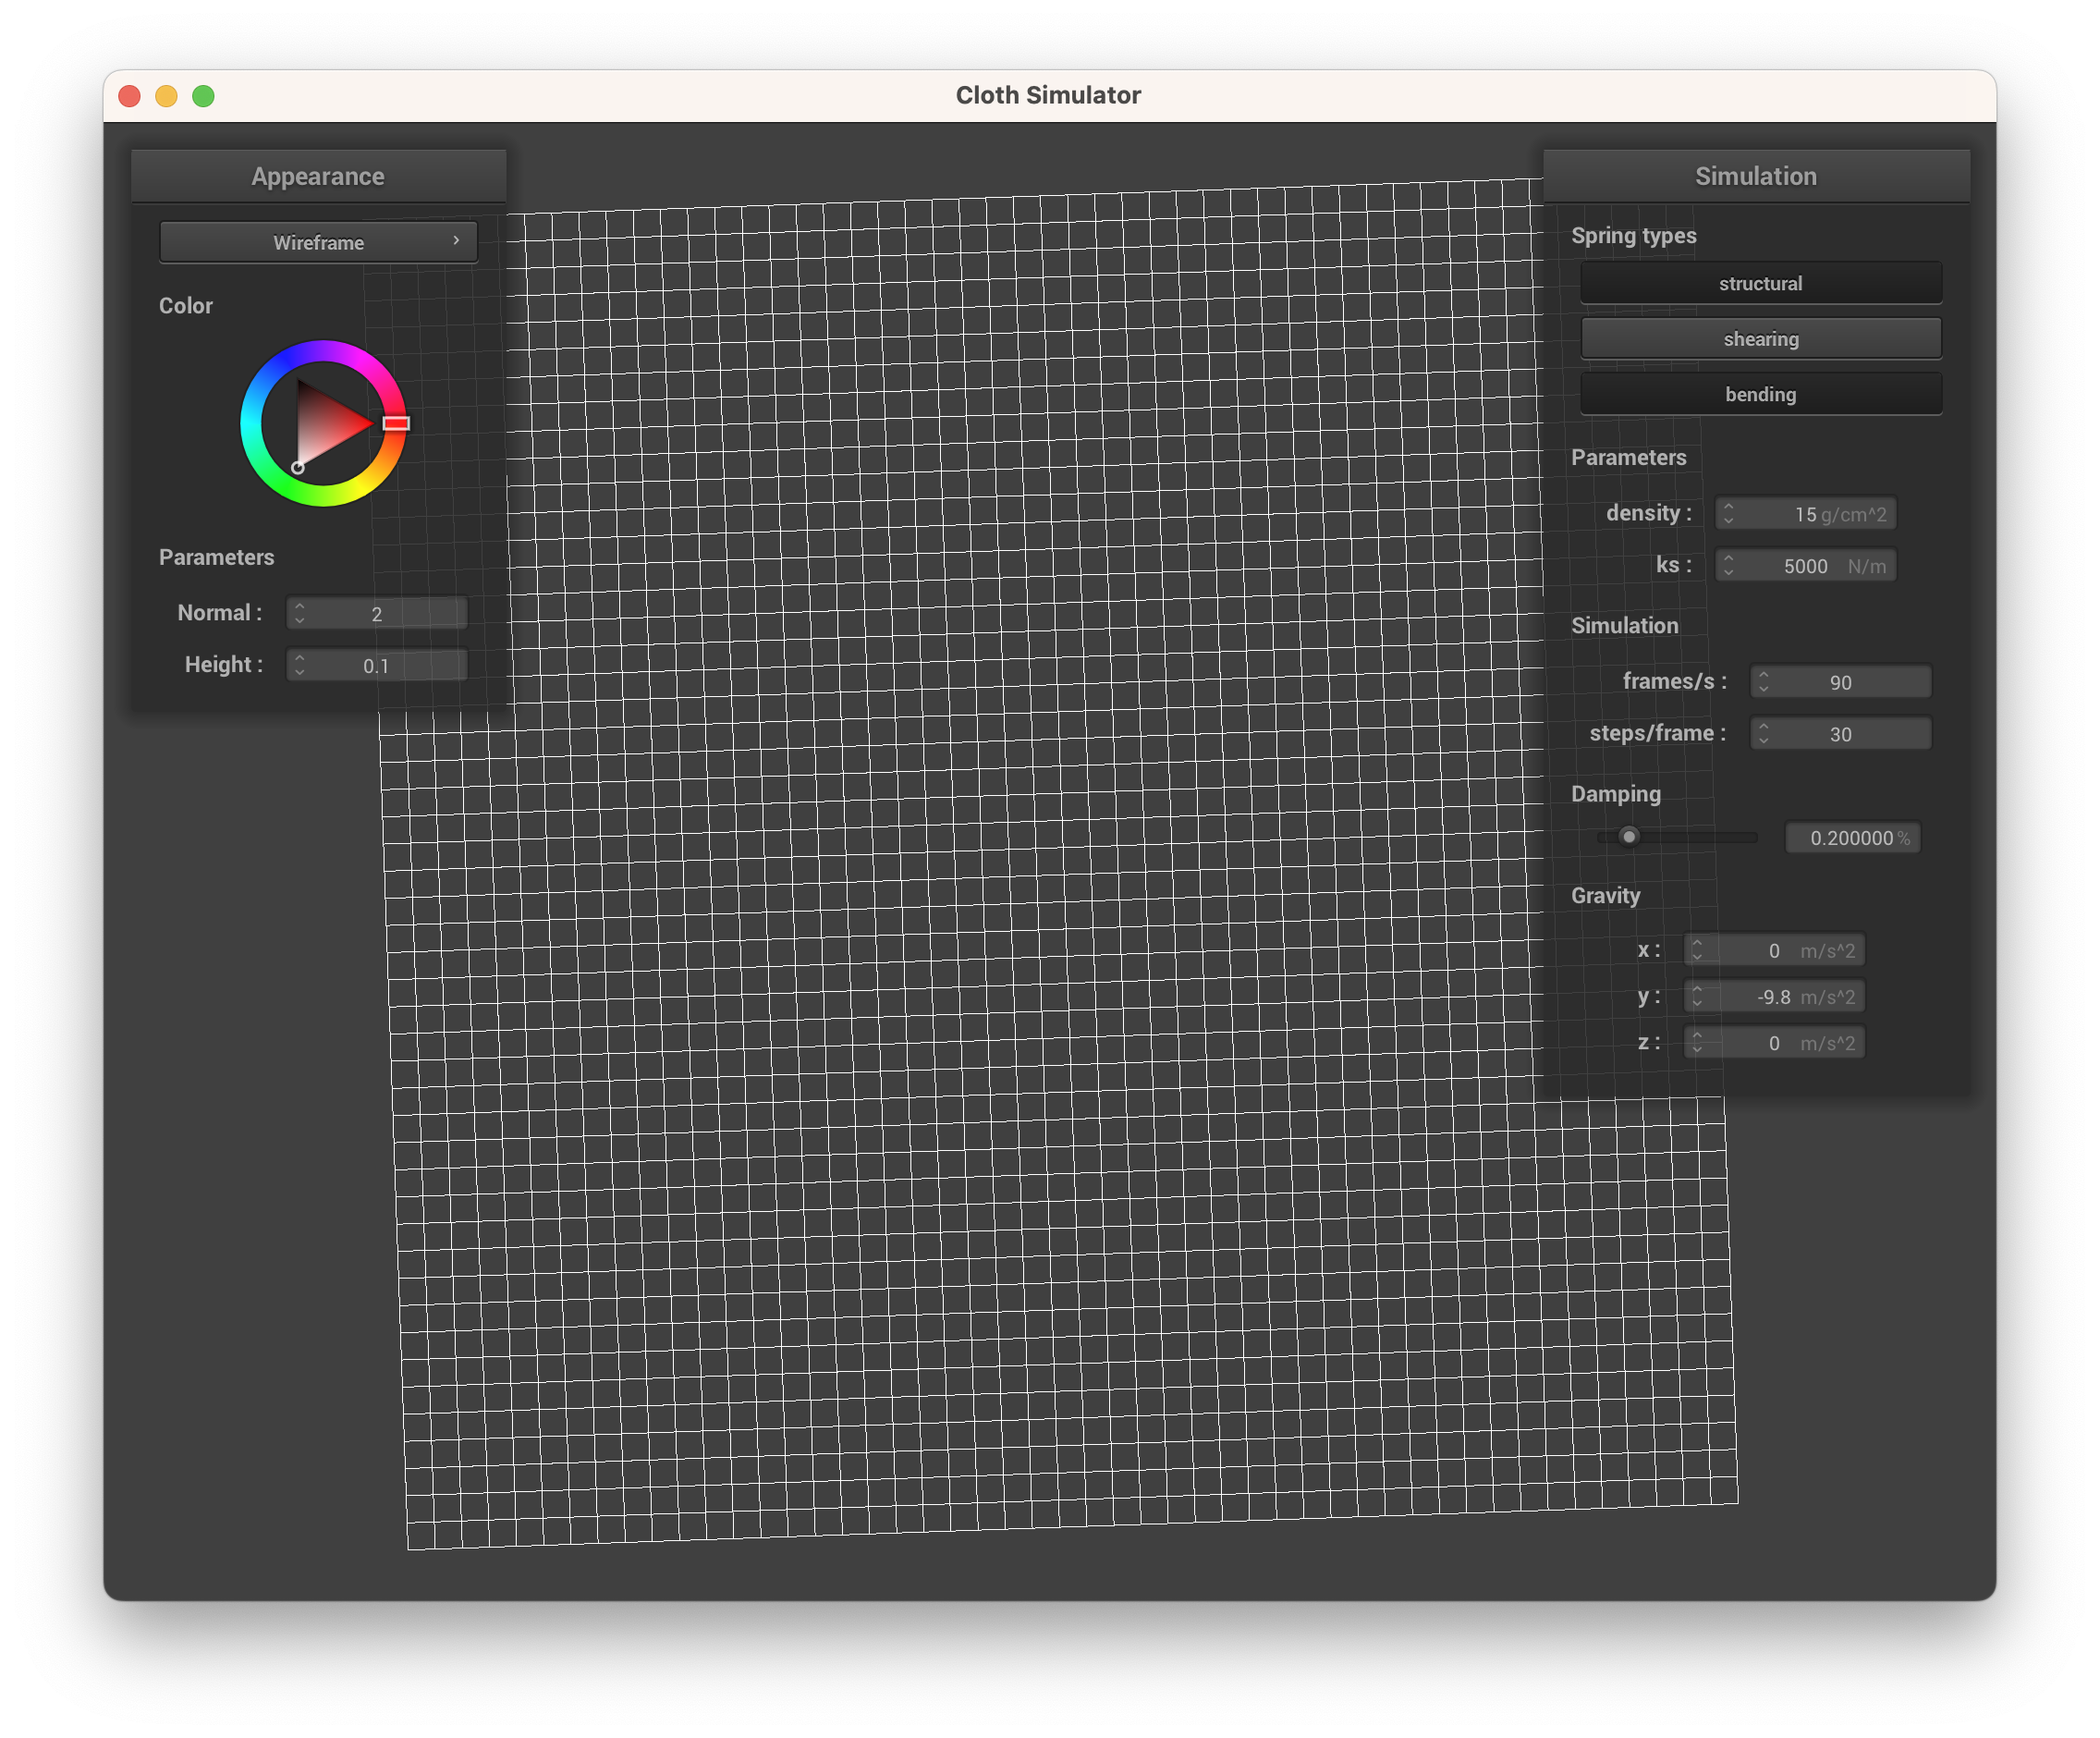 Cloth Simulator
Appearance
Wireframe
Color
Parameters
Normal : 2
Height : 0.1
Simulation
Spring types
structural
shearing
bending
Parameters
density : 15 g/cm^2
ks : 5000 N/m
Simulation
frames/s : 90
steps/frame : 30
Damping
0.200000 %
Gravity
x : 0 m/s^2
y : -9.8 m/s^2
z : 0 m/s^2